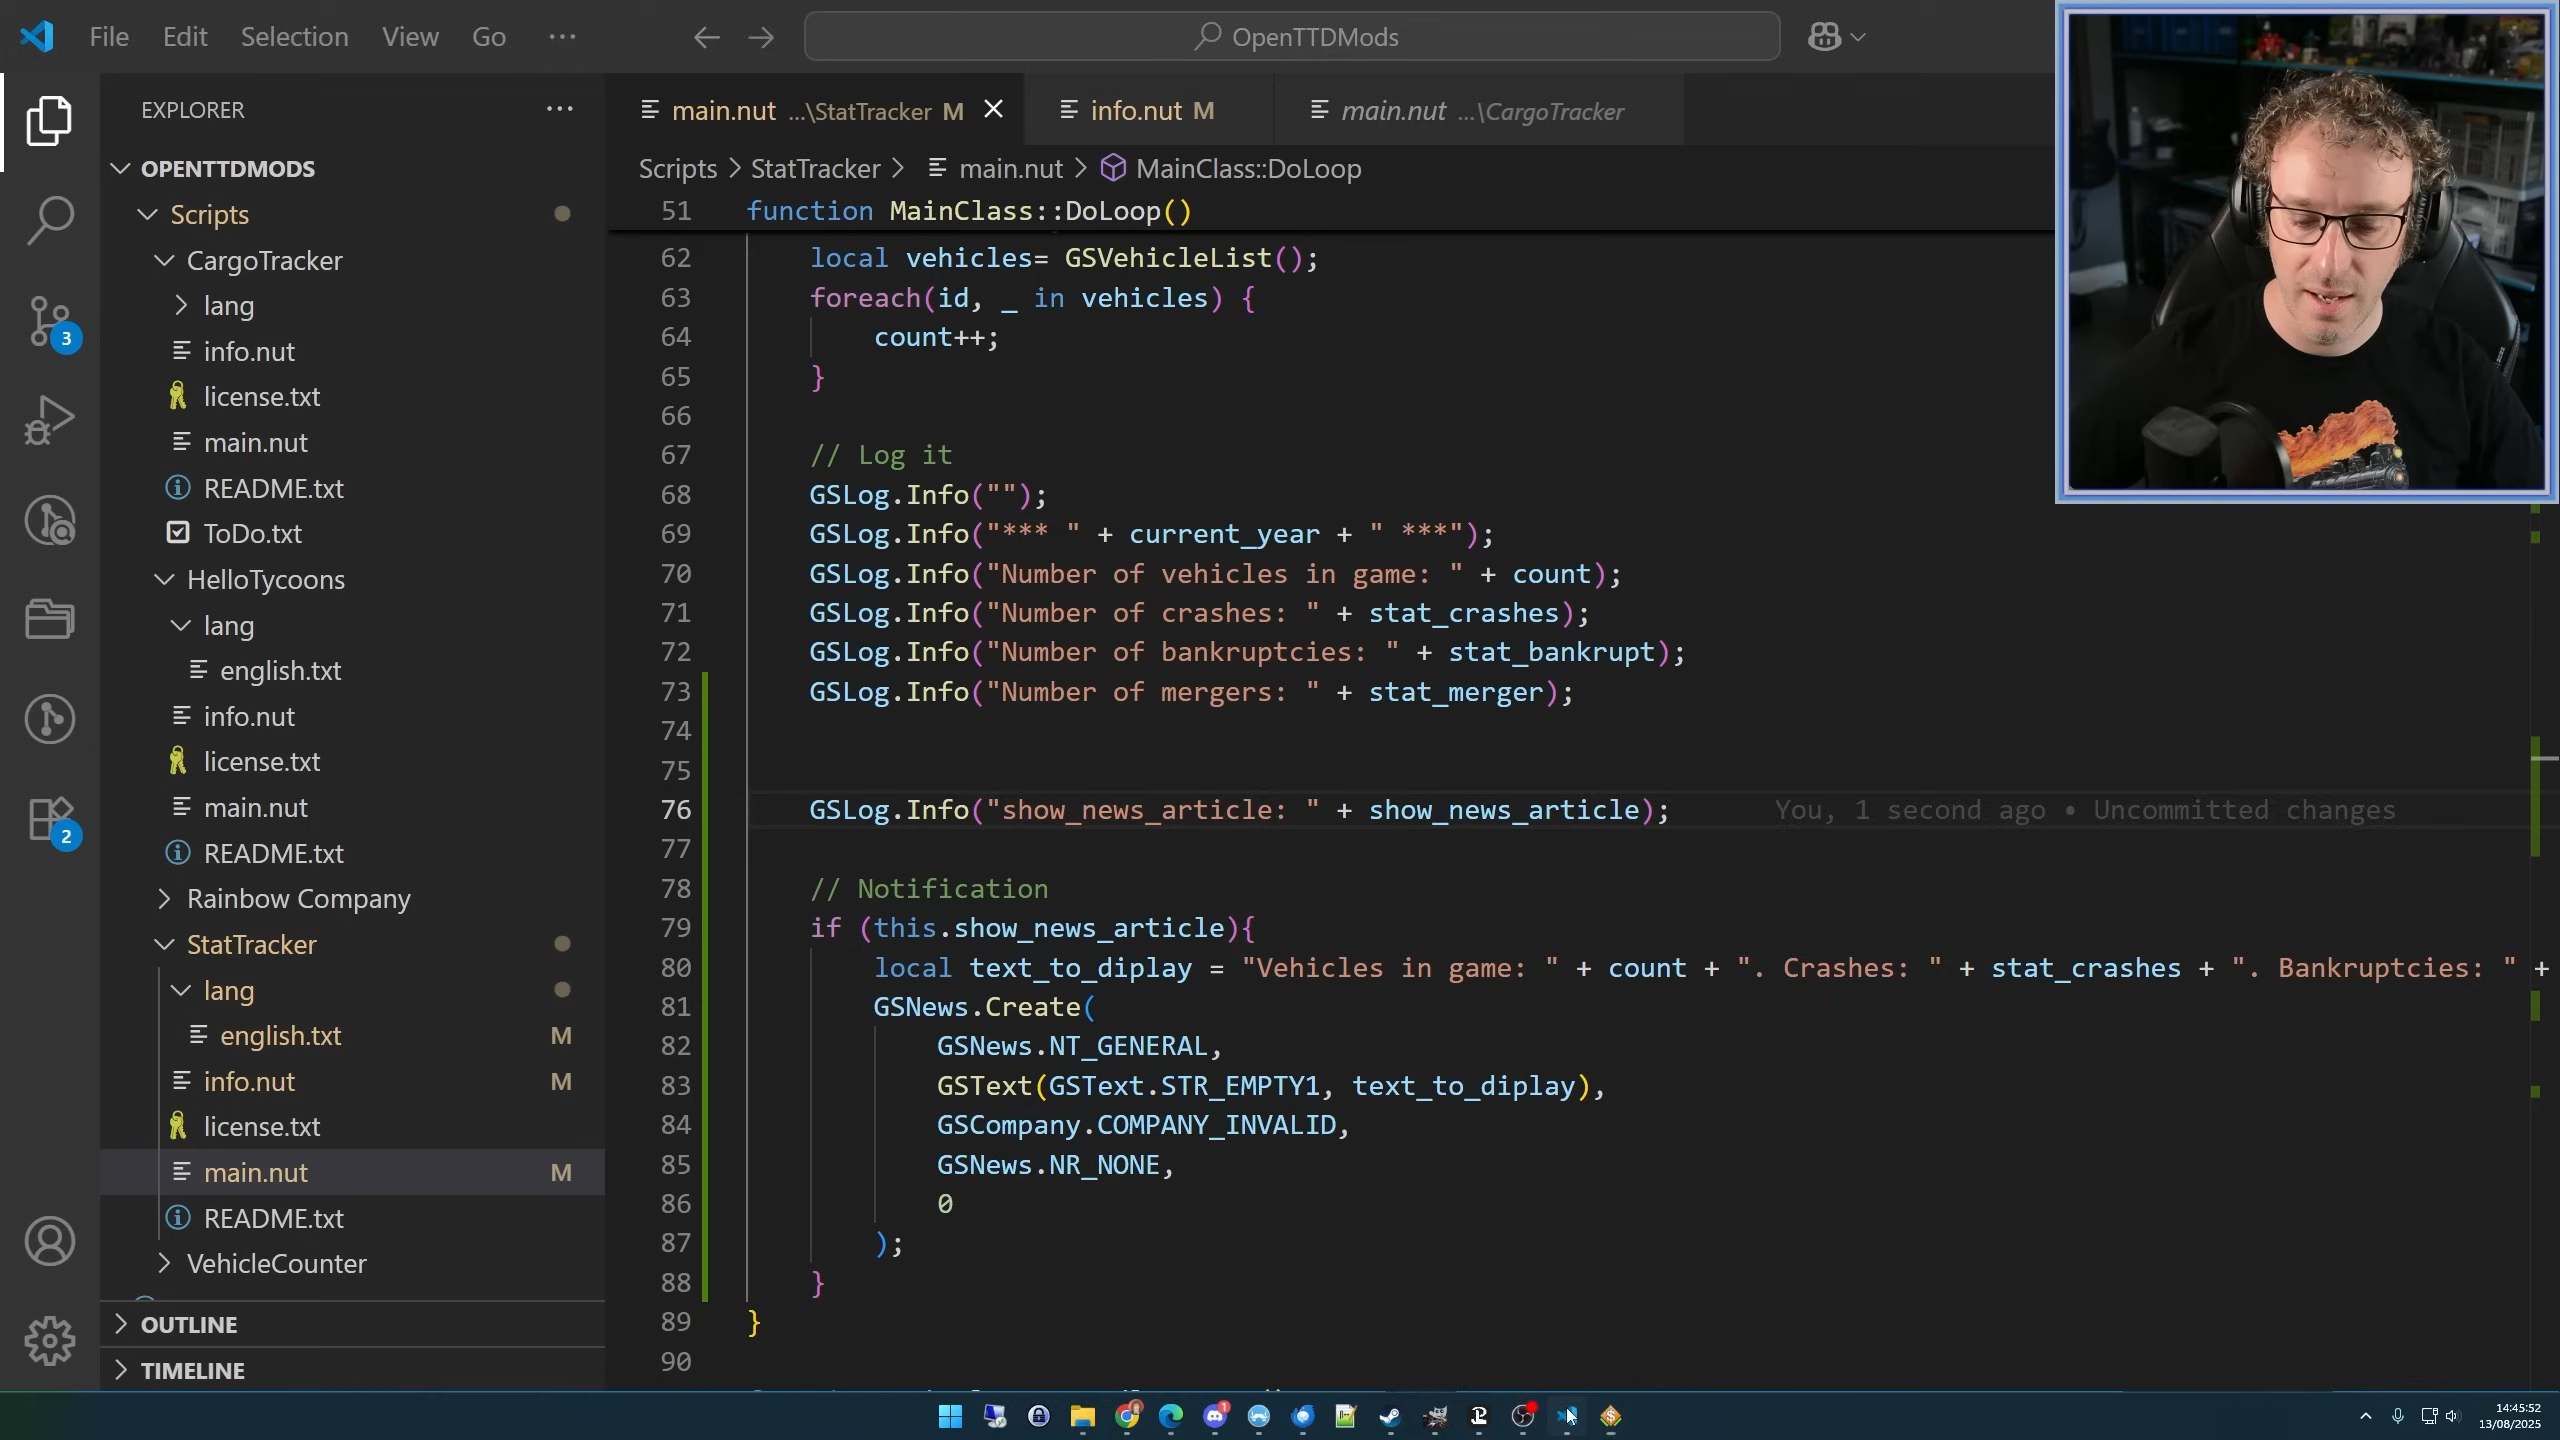 File Edit Selection View Go ··· OpenTTDMods
EXPLORER ···
OPENTTDMODS
Scripts
CargoTracker
lang
info.nut
license.txt
main.nut
README.txt
ToDo.txt
HelloTycoons
lang
english.txt
info.nut
license.txt
main.nut
README.txt
Rainbow Company
StatTracker
lang
english.txt M
info.nut M
license.txt
main.nut M
README.txt
VehicleCounter
OUTLINE
TIMELINE
3
2
main.nut ...\StatTracker M info.nut M main.nut ...\CargoTracker
Scripts > StatTracker > main.nut > MainClass::DoLoop
51 function MainClass::DoLoop()
62 local vehicles= GSVehicleList();
63 foreach(id, _ in vehicles) {
64 count++;
65 }
66
67 // Log it
68 GSLog.Info("");
69 GSLog.Info("*** " + current_year + " ***");
70 GSLog.Info("Number of vehicles in game: " + count);
71 GSLog.Info("Number of crashes: " + stat_crashes);
72 GSLog.Info("Number of bankruptcies: " + stat_bankrupt);
73 GSLog.Info("Number of mergers: " + stat_merger);
74
75
76 GSLog.Info("show_news_article: " + show_news_article); You, 1 second ago • Uncommitted changes
77
78 // Notification
79 if (this.show_news_article){
80 local text_to_diplay = "Vehicles in game: " + count + ". Crashes: " + stat_crashes + ". Bankruptcies: " +
81 GSNews.Create(
82 GSNews.NT_GENERAL,
83 GSText(GSText.STR_EMPTY1, text_to_diplay),
84 GSCompany.COMPANY_INVALID,
85 GSNews.NR_NONE,
86 0
87 );
88 }
89 }
90
14:45:52
13/08/2025